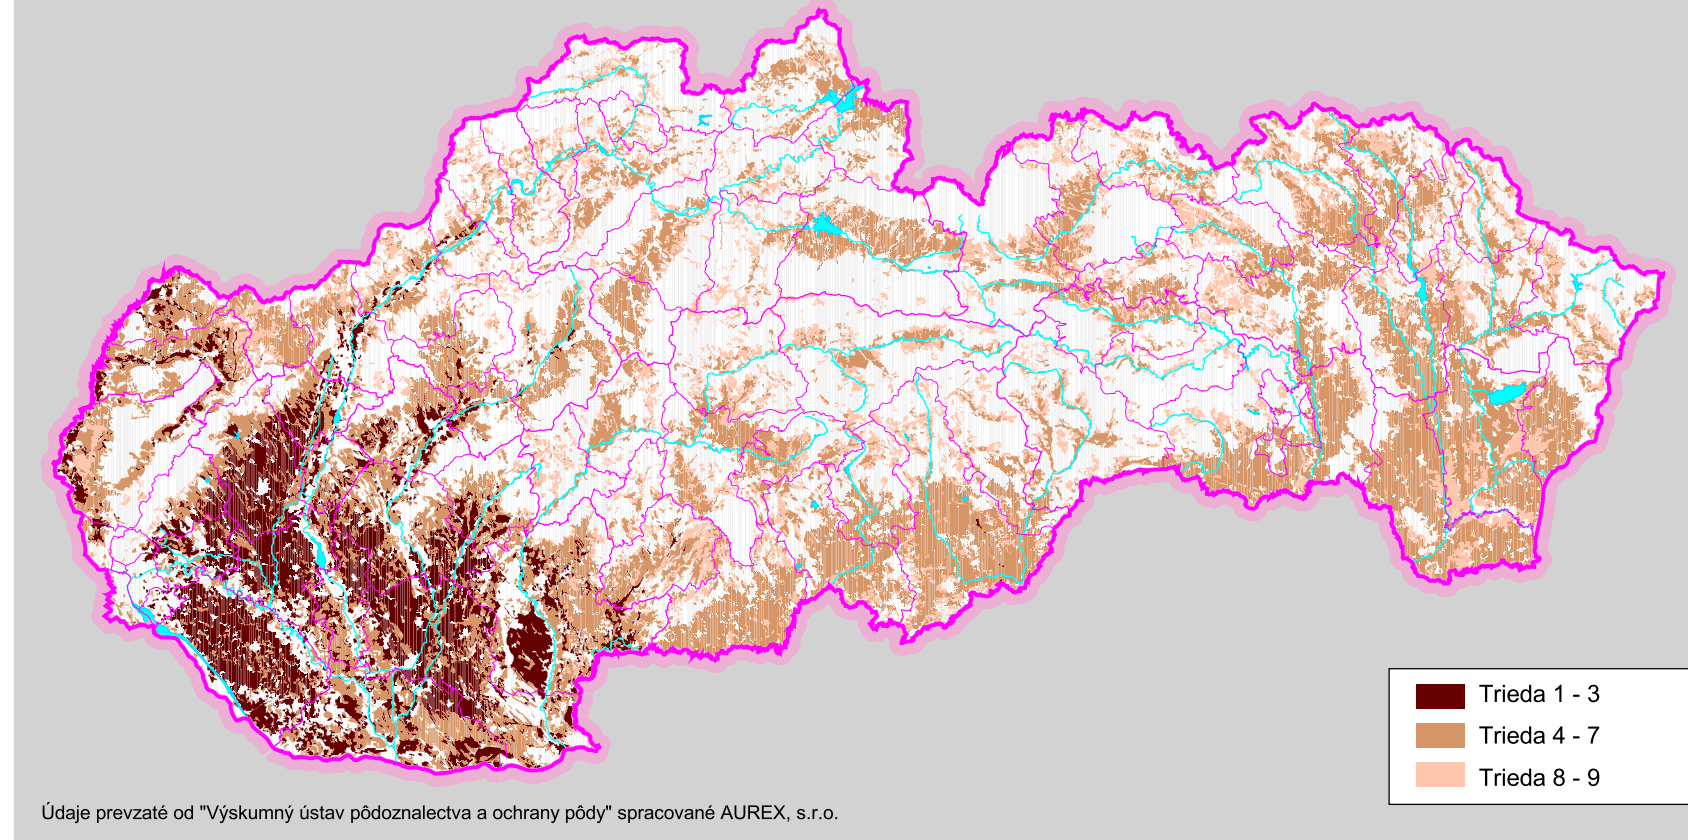 Trieda 1 - 3
Trieda 4 - 7
Trieda 8 - 9
Údaje prevzaté od "Výskumný ústav pôdoznalectva a ochrany pôdy" spracované AUREX, s.r.o.